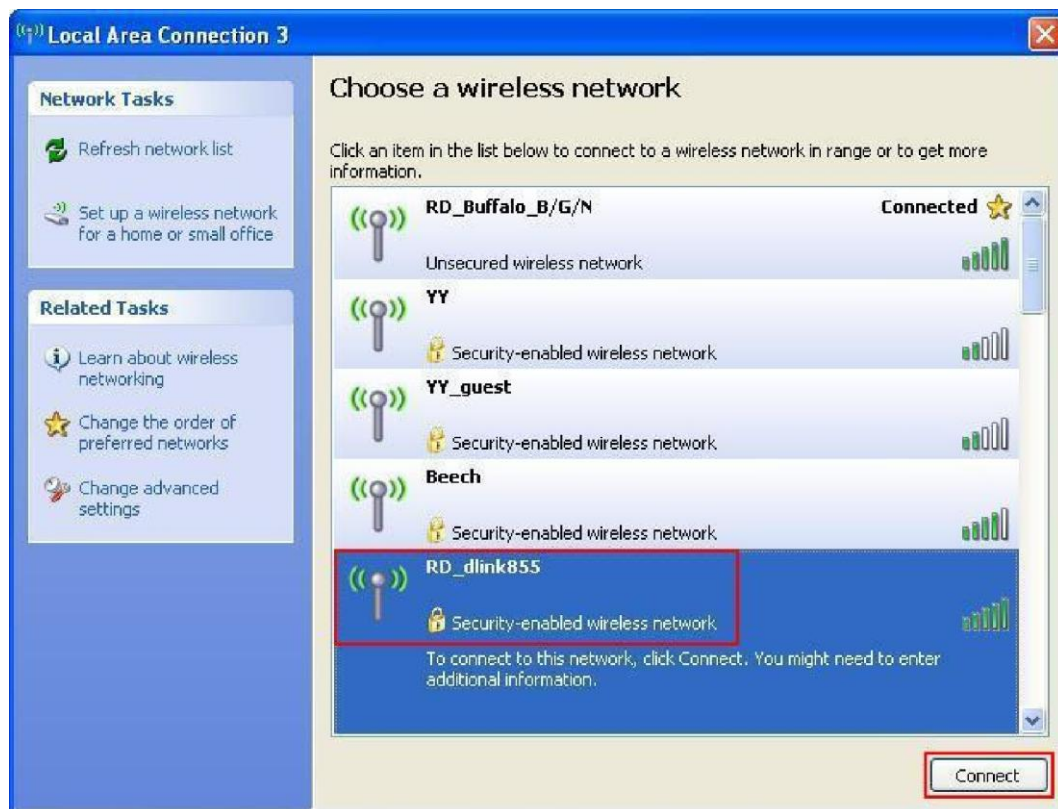 Local Area Connection 3
Network Tasks
Refresh network list
Set up a wireless network
for a home or small office
Related Tasks
Learn about wireless
networking
Change the order of
preferred networks
Change advanced
settings
Choose a wireless network
Click an item in the list below to connect to a wireless network in range or to get more
information.
RD_Buffalo_B/G/N Connected
Unsecured wireless network
YY
Security-enabled wireless network
YY_guest
Security-enabled wireless network
Beech
Security-enabled wireless network
RD_dlink855
Security-enabled wireless network
To connect to this network, click Connect. You might need to enter
additional information.
Connect